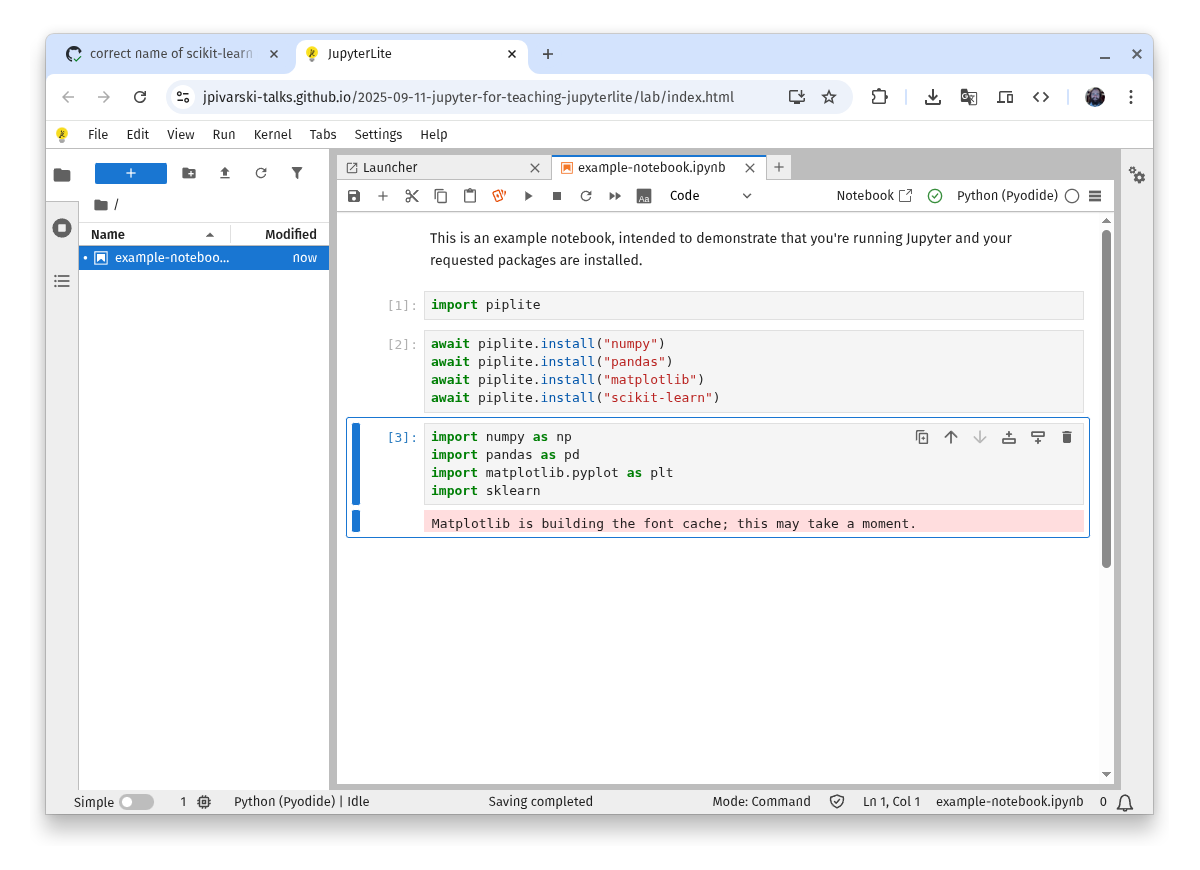 correct name of scikit-learn
JupyterLite
jpivarski-talks.github.io/2025-09-11-jupyter-for-teaching-jupyterlite/lab/index.html
File Edit View Run Kernel Tabs Settings Help
/
Name Modified
example-noteboo... now
Launcher
example-notebook.ipynb
Code
Notebook
Python (Pyodide)
This is an example notebook, intended to demonstrate that you're running Jupyter and your
requested packages are installed.
[1]: import piplite
[2]: await piplite.install("numpy")
await piplite.install("pandas")
await piplite.install("matplotlib")
await piplite.install("scikit-learn")
[3]: import numpy as np
import pandas as pd
import matplotlib.pyplot as plt
import sklearn
Matplotlib is building the font cache; this may take a moment.
Simple 1 Python (Pyodide) | Idle Saving completed Mode: Command Ln 1, Col 1 example-notebook.ipynb 0